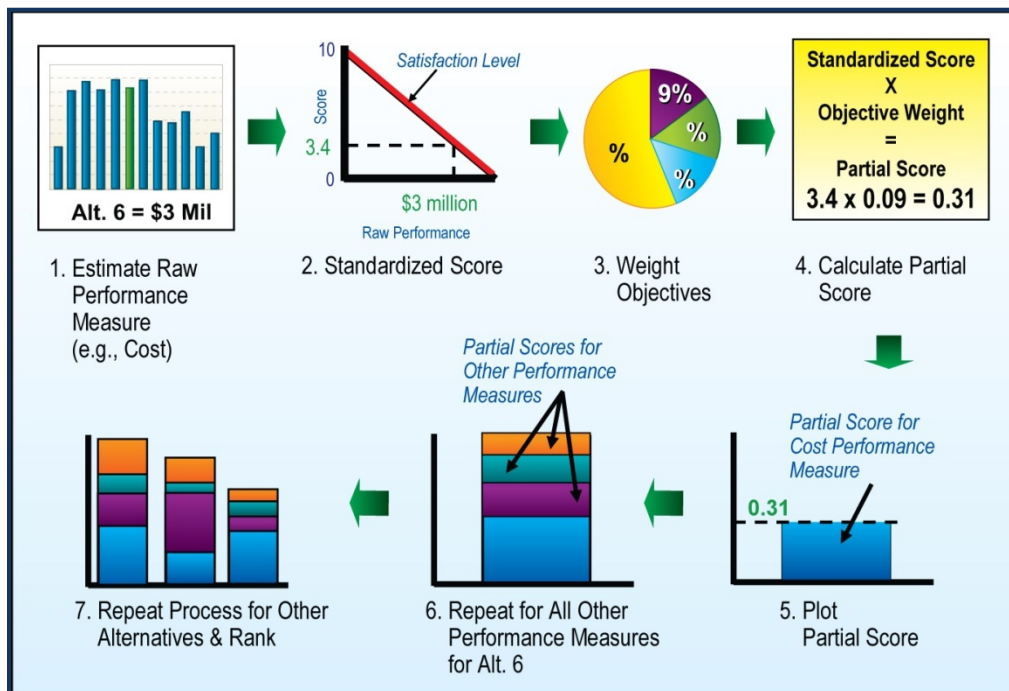 Alt. 6 = $3 Mil
1. Estimate Raw
Performance
Measure
(e.g., Cost)
10
Score
3.4
0
Satisfaction Level
$3 million
Raw Performance
2. Standardized Score
9%
%
%
%
3. Weight
Objectives
Standardized Score
X
Objective Weight
=
Partial Score
3.4 x 0.09 = 0.31
4. Calculate Partial
Score
Partial Score for
Cost Performance
Measure
0.31
5. Plot
Partial Score
Partial Scores for
Other Performance
Measures
6. Repeat for All Other
Performance Measures
for Alt. 6
7. Repeat Process for Other
Alternatives & Rank